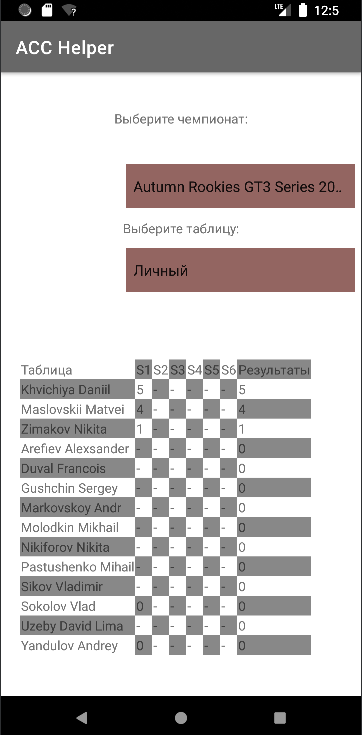 LTE 12:5
ACC Helper
Выберите чемпионат:
Autumn Rookies GT3 Series 20..
Выберите таблицу:
Личный
Таблица S1 S2 S3 S4 S5 S6 Результаты
Khvichiya Daniil 5 - - - - - 5
Maslovskii Matvei 4 - - - - - 4
Zimakov Nikita 1 - - - - - 1
Arefiev Alexsander - - - - - - 0
Duval Francois - - - - - - 0
Gushchin Sergey - - - - - - 0
Markovskoy Andr - - - - - - 0
Molodkin Mikhail - - - - - - 0
Nikiforov Nikita - - - - - - 0
Pastushenko Mihail - - - - - - 0
Sikov Vladimir - - - - - - 0
Sokolov Vlad 0 - - - - - 0
Uzeby David Lima - - - - - - 0
Yandulov Andrey 0 - - - - - 0